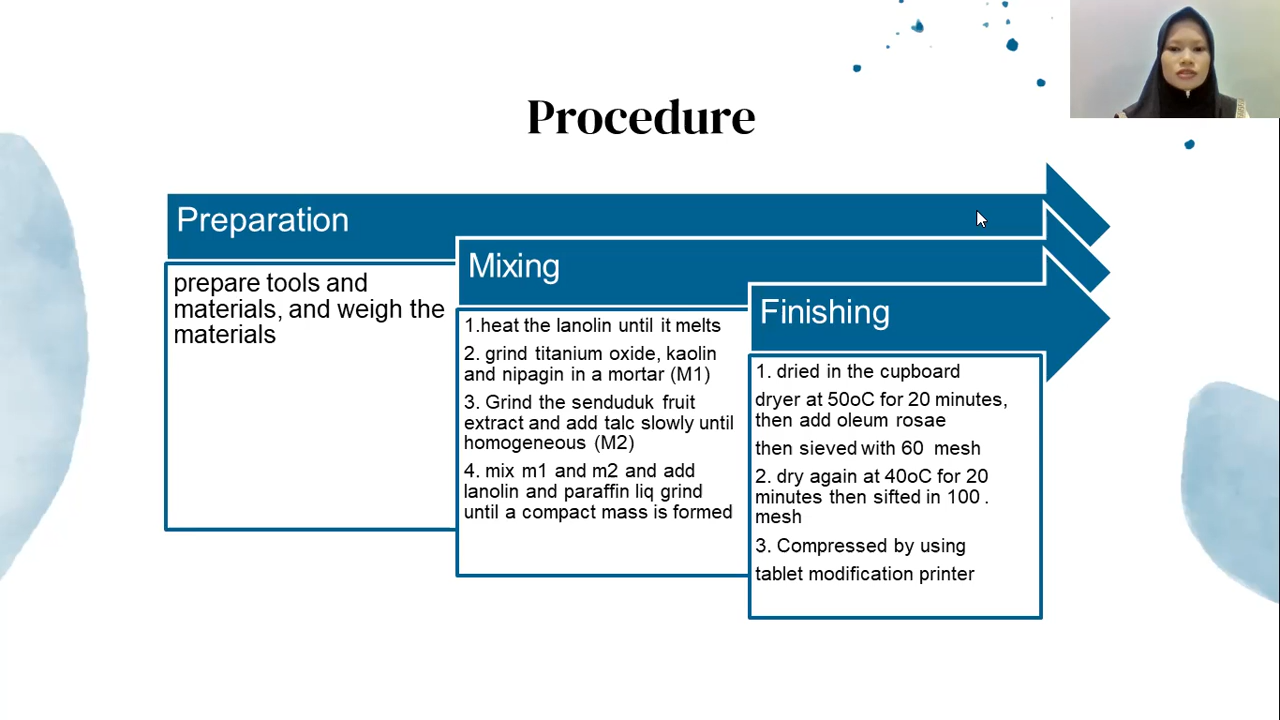 Procedure
Preparation
prepare tools and
materials, and weigh the
materials
Mixing
1.heat the lanolin until it melts
2. grind titanium oxide, kaolin
and nipagin in a mortar (M1)
3. Grind the senduduk fruit
extract and add talc slowly until
homogeneous (M2)
4. mix m1 and m2 and add
lanolin and paraffin liq grind
until a compact mass is formed
Finishing
1. dried in the cupboard
dryer at 50oC for 20 minutes,
then add oleum rosae
then sieved with 60 mesh
2. dry again at 40oC for 20
minutes then sifted in 100 .
mesh
3. Compressed by using
tablet modification printer